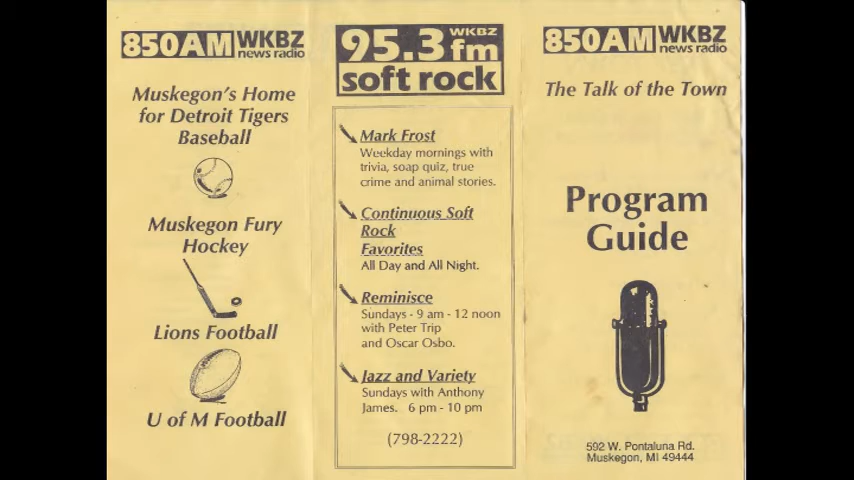 850AM WKBZ
news radio
Muskegon's Home
for Detroit Tigers
Baseball
Muskegon Fury
Hockey
Lions Football
U of M Football
95.3 WKBZ
fm
soft rock
Mark Frost
Weekday mornings with
trivia, soap quiz, true
crime and animal stories.
Continuous Soft
Rock
Favorites
All Day and All Night.
Reminisce
Sundays - 9 am - 12 noon
with Peter Trip
and Oscar Osbo.
Jazz and Variety
Sundays with Anthony
James. 6 pm - 10 pm
(798-2222)
850AM WKBZ
news radio
The Talk of the Town
Program
Guide
592 W. Pontaluna Rd.
Muskegon, MI 49444